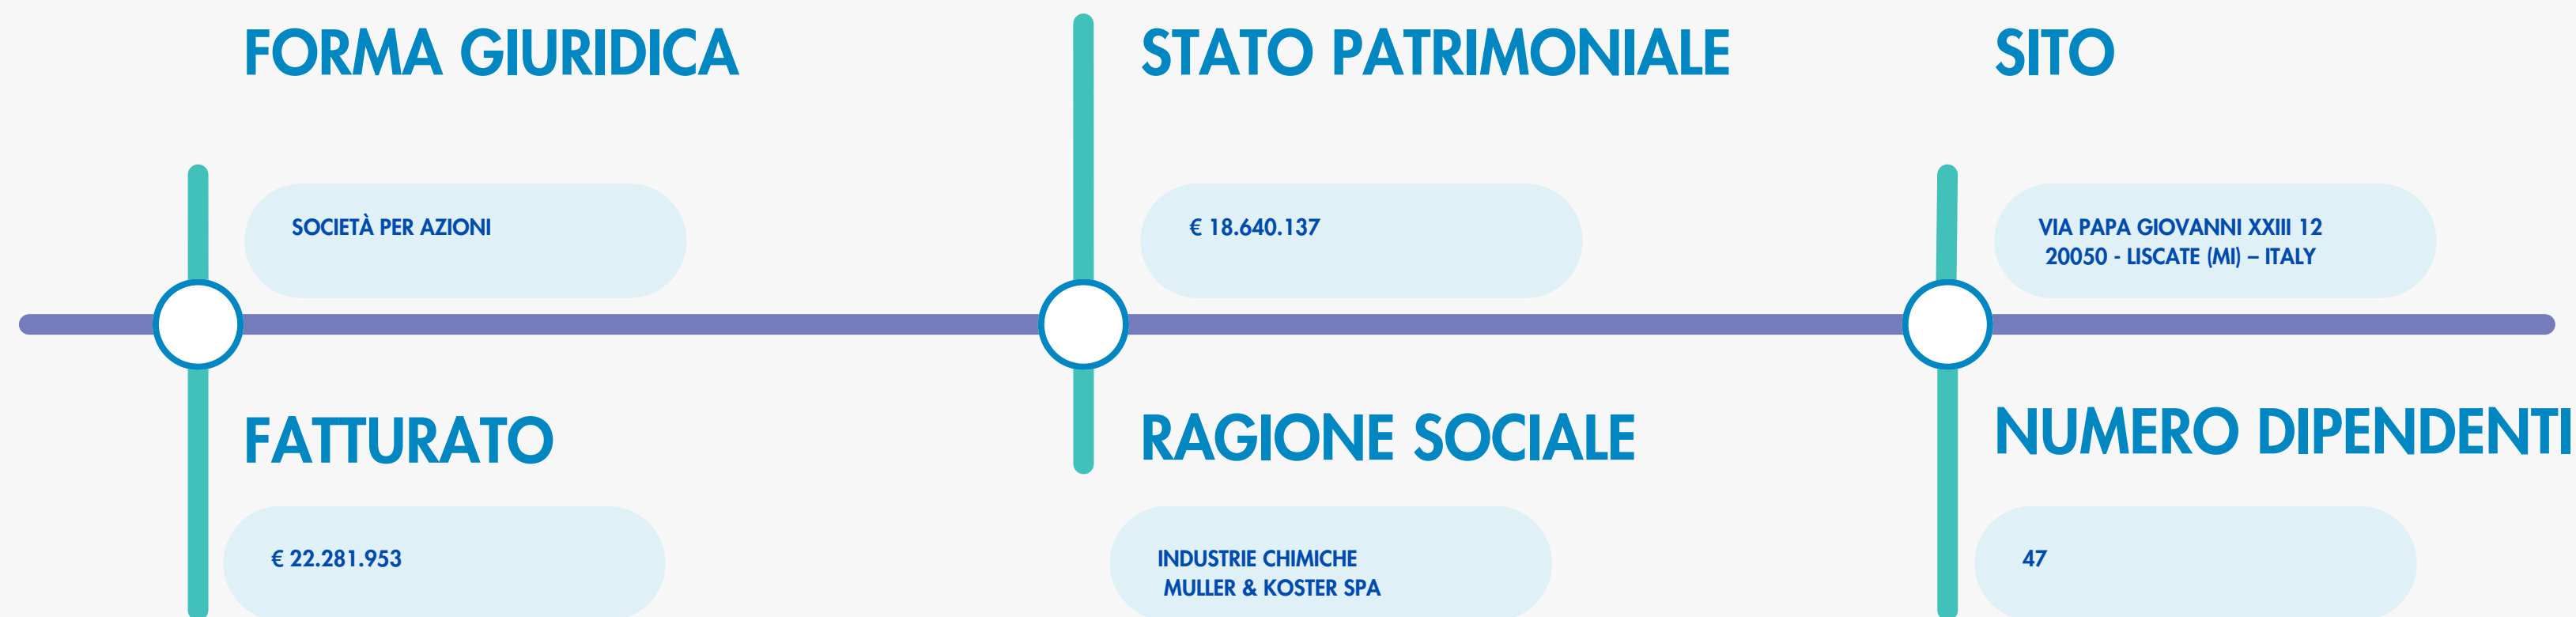 FORMA GIURIDICA
SOCIETÀ PER AZIONI
STATO PATRIMONIALE
€ 18.640.137
SITO
VIA PAPA GIOVANNI XXIII 12
20050 - LISCATE (MI) – ITALY
FATTURATO
€ 22.281.953
RAGIONE SOCIALE
INDUSTRIE CHIMICHE
MULLER & KOSTER SPA
NUMERO DIPENDENTI
47